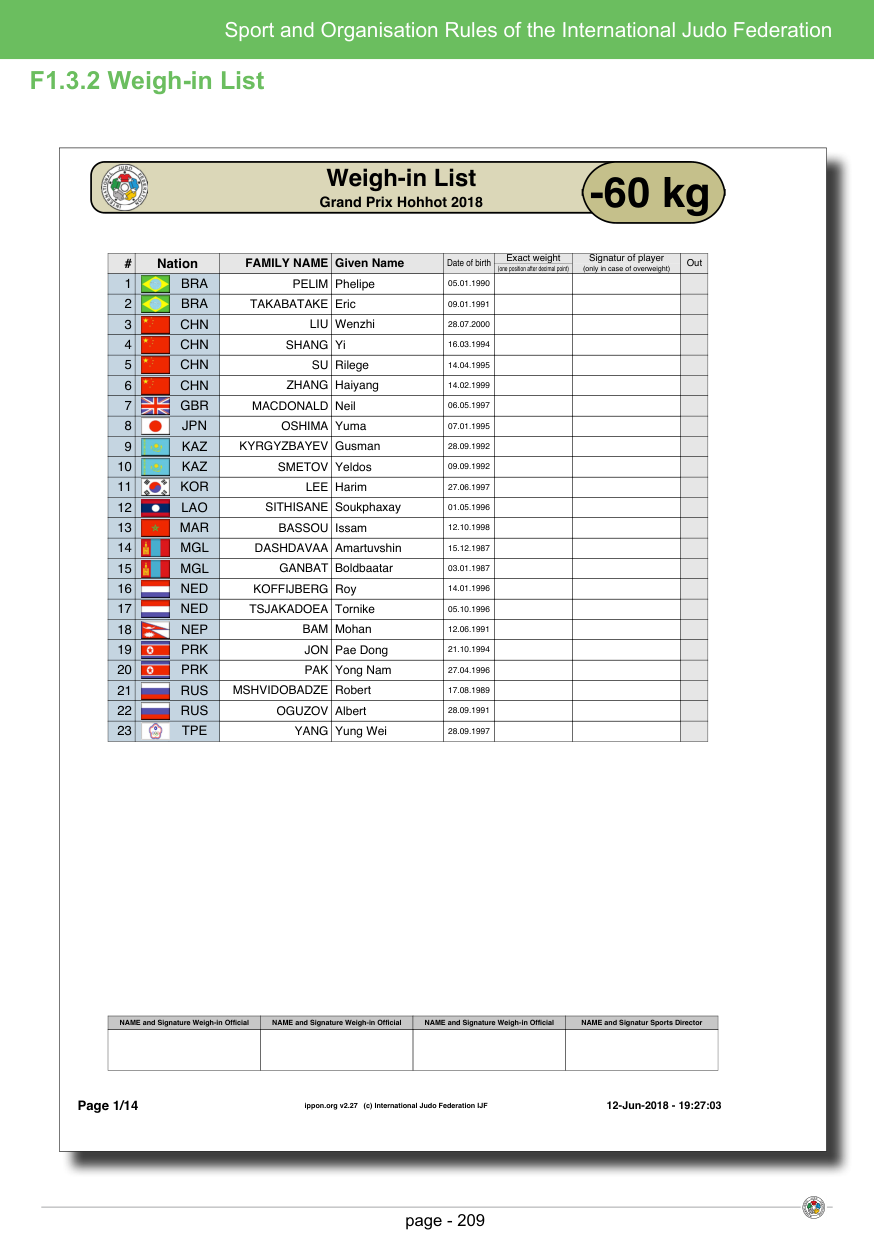 Sport and Organisation Rules of the International Judo Federation
F1.3.2 Weigh-in List
Weigh-in List
Grand Prix Hohhot 2018
-60 kg
# Nation FAMILY NAME Given Name Date of birth Exact weight (one position after decimal point) Signatur of player (only in case of overweight) Out
1 BRA PELIM Phelipe 05.01.1990
2 BRA TAKABATAKE Eric 09.01.1991
3 CHN LIU Wenzhi 28.07.2000
4 CHN SHANG Yi 16.03.1994
5 CHN SU Rilege 14.04.1995
6 CHN ZHANG Haiyang 14.02.1999
7 GBR MACDONALD Neil 06.05.1997
8 JPN OSHIMA Yuma 07.01.1995
9 KAZ KYRGYZBAYEV Gusman 28.09.1992
10 KAZ SMETOV Yeldos 09.09.1992
11 KOR LEE Harim 27.06.1997
12 LAO SITHISANE Soukphaxay 01.05.1996
13 MAR BASSOU Issam 12.10.1998
14 MGL DASHDAVAA Amartuvshin 15.12.1987
15 MGL GANBAT Boldbaatar 03.01.1987
16 NED KOFFIJBERG Roy 14.01.1996
17 NED TSJAKADOEA Tornike 05.10.1996
18 NEP BAM Mohan 12.06.1991
19 PRK JON Pae Dong 21.10.1994
20 PRK PAK Yong Nam 27.04.1996
21 RUS MSHVIDOBADZE Robert 17.08.1989
22 RUS OGUZOV Albert 28.09.1991
23 TPE YANG Yung Wei 28.09.1997
NAME and Signature Weigh-in Official NAME and Signature Weigh-in Official NAME and Signature Weigh-in Official NAME and Signatur Sports Director
Page 1/14 ippon.org v2.27 (c) International Judo Federation IJF 12-Jun-2018 - 19:27:03
page - 209